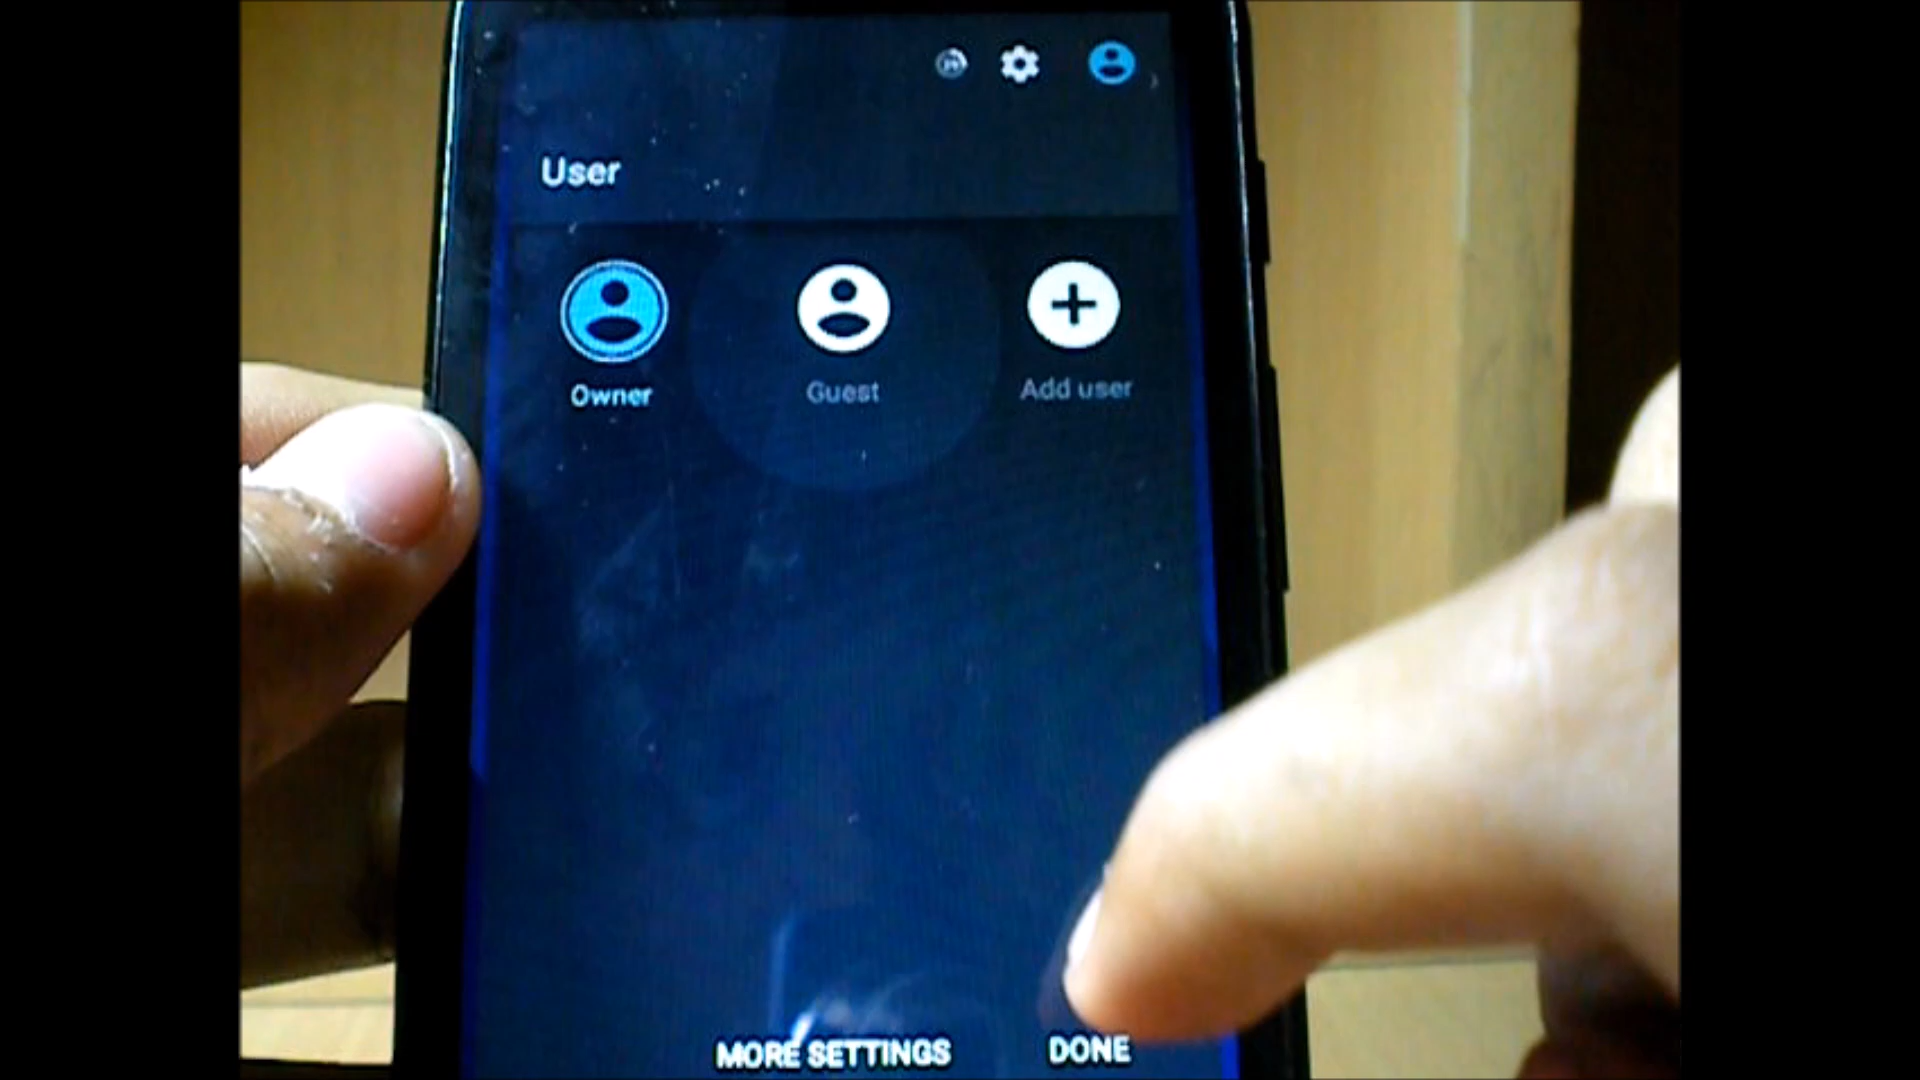 User
Owner
Guest
Add user
MORE SETTINGS
DONE